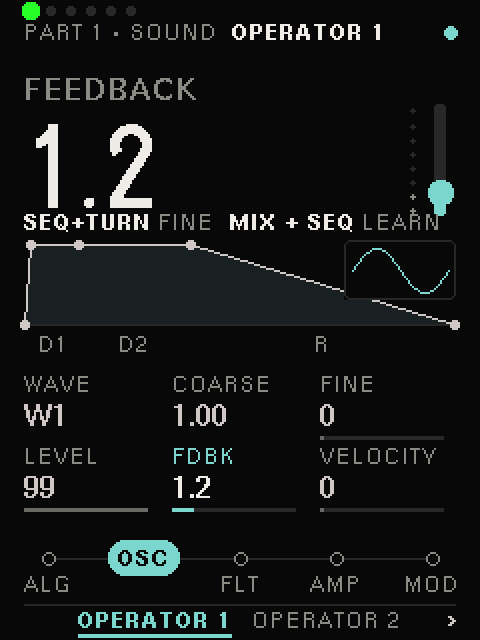 PART 1 · SOUND OPERATOR 1
FEEDBACK
1.2
SEQ+TURN FINE MIX + SEQ LEARN
D1 D2 R
WAVE COARSE FINE
W1 1.00 0
LEVEL FDBK VELOCITY
99 1.2 0
OSC
ALG FLT AMP MOD
OPERATOR 1 OPERATOR 2 >